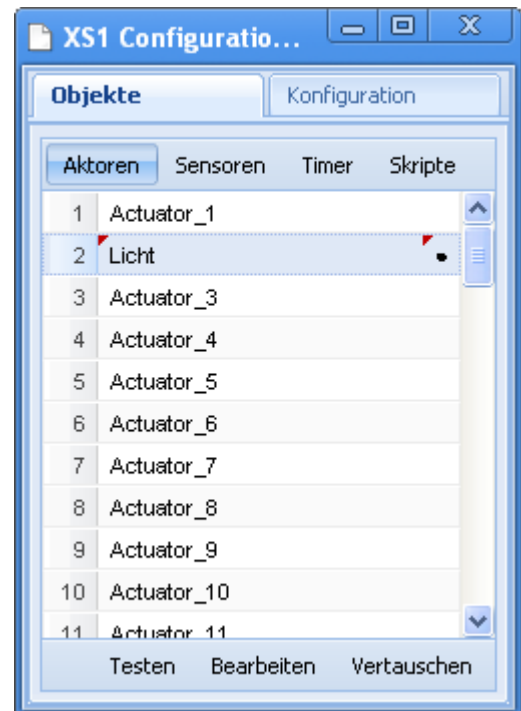 XS1 Configuratio...
Objekte Konfiguration
Aktoren Sensoren Timer Skripte
1 Actuator_1
2 Licht
3 Actuator_3
4 Actuator_4
5 Actuator_5
6 Actuator_6
7 Actuator_7
8 Actuator_8
9 Actuator_9
10 Actuator_10
11 Actuator_11
Testen Bearbeiten Vertauschen